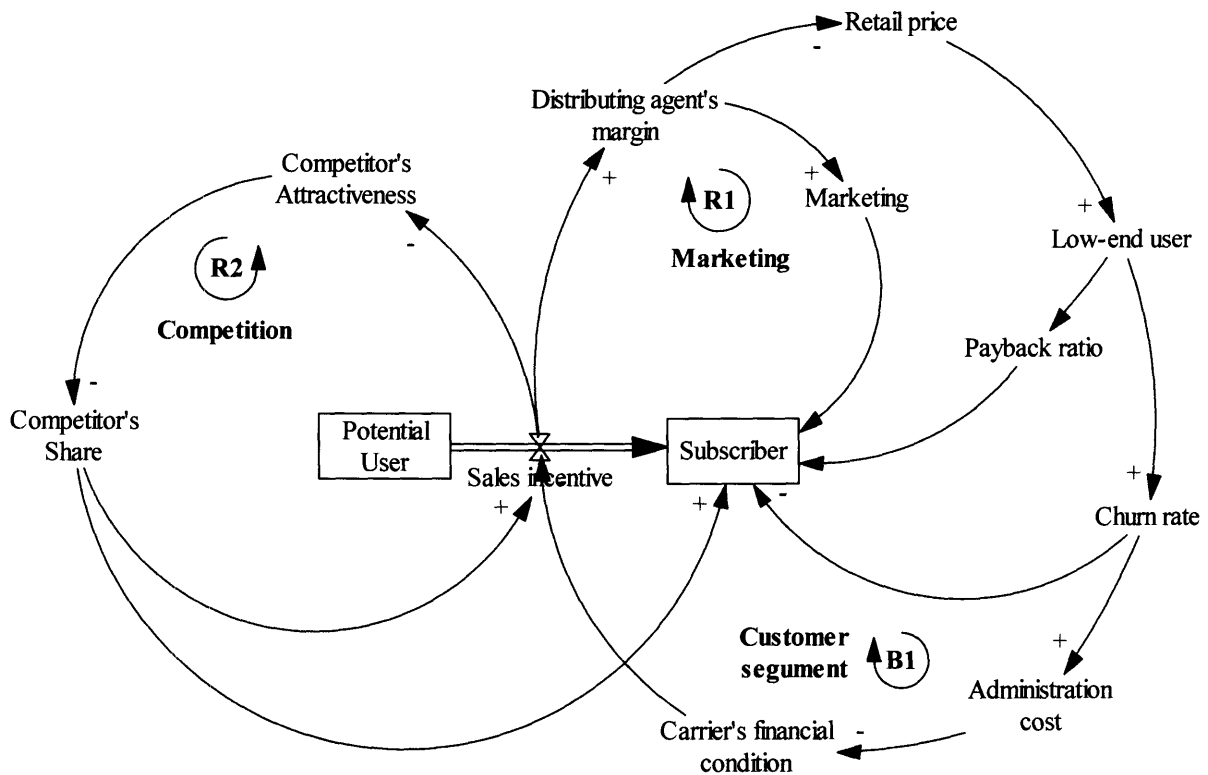 Retail price
-
Distributing agent's
margin
+
Competitor's
Attractiveness
-
R1
Marketing
+
Marketing
+
Low-end user
R2
Competition
Payback ratio
-
Competitor's
Share
Potential
User
Sales incentive
+
-
Subscriber
+
-
+
Churn rate
Customer
segument
B1
+
Administration
cost
Carrier's financial
condition
-